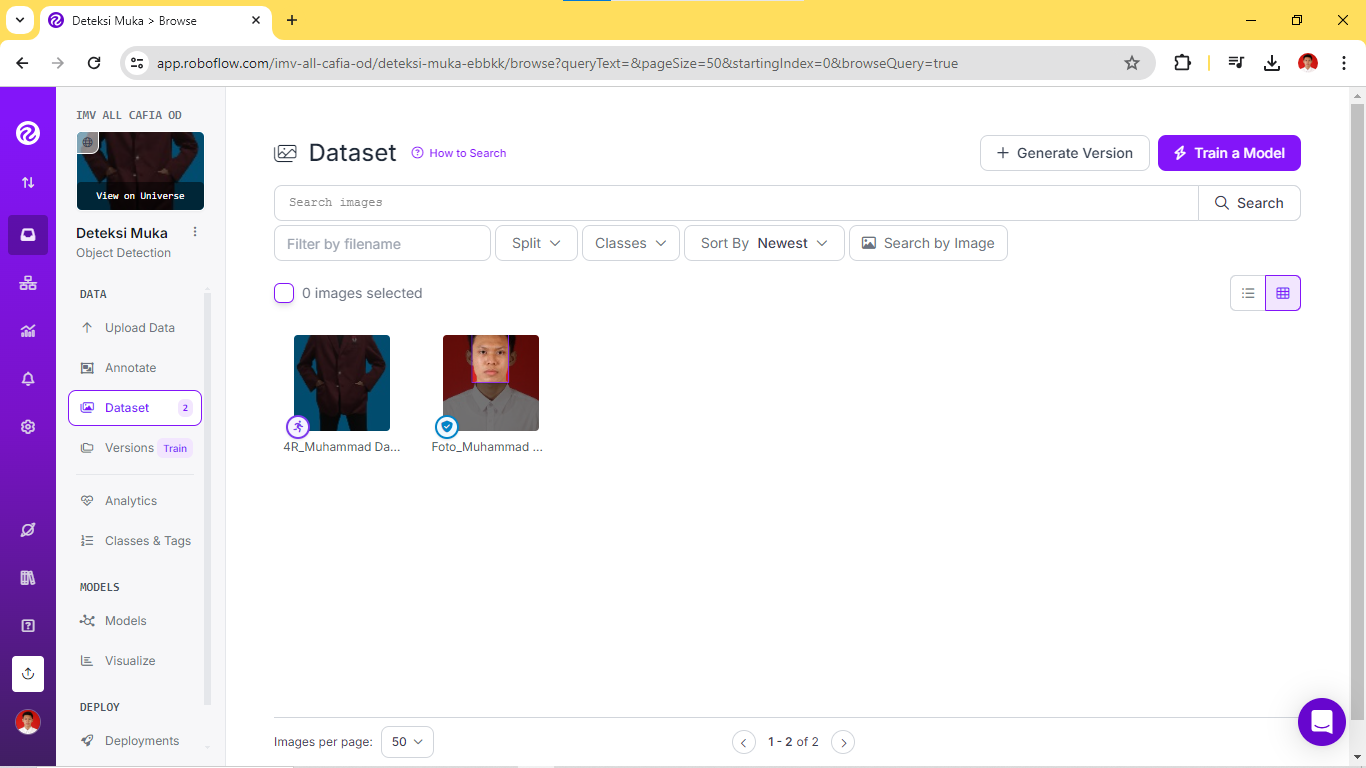 Deteksi Muka > Browse
app.roboflow.com/imv-all-cafia-od/deteksi-muka-ebbkk/browse?queryText=&pageSize=50&startingIndex=0&browseQuery=true
IMV ALL CAFIA OD
View on Universe
Deteksi Muka
Object Detection
DATA
Upload Data
Annotate
Dataset 2
Versions Train
Analytics
Classes & Tags
MODELS
Models
Visualize
DEPLOY
Deployments
Dataset How to Search
Generate Version
Train a Model
Search images
Search
Filter by filename
Split
Classes
Sort By Newest
Search by Image
0 images selected
4R_Muhammad Da...
Foto_Muhammad ...
Images per page: 50
1 - 2 of 2